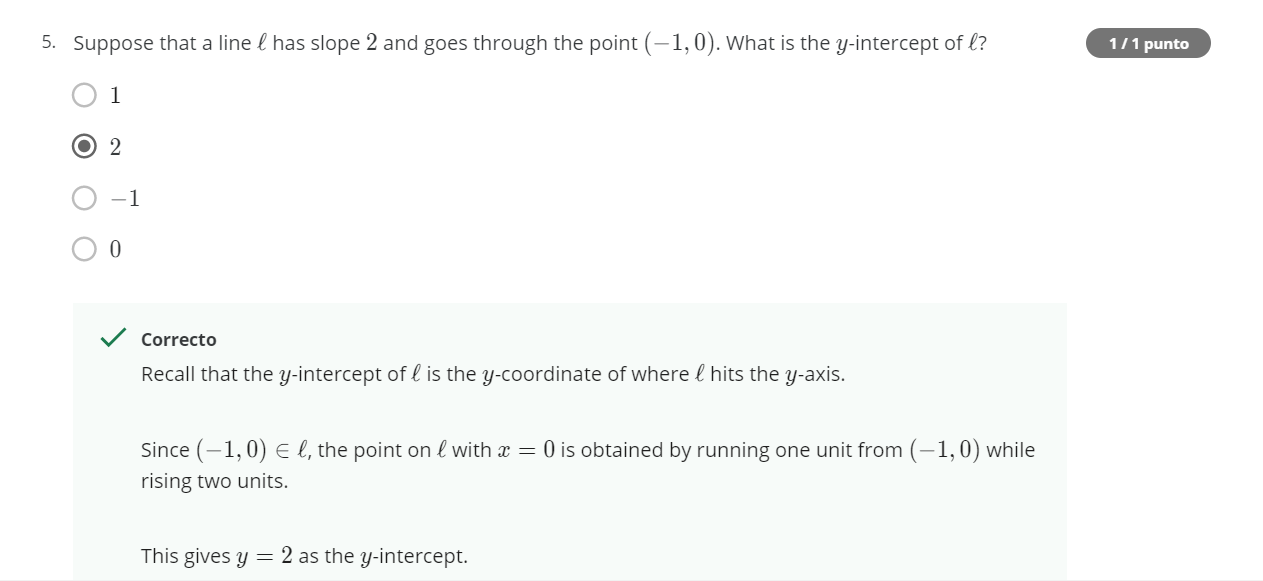 5. Suppose that a line ℓ has slope 2 and goes through the point (−1, 0). What is the y-intercept of ℓ?
1 / 1 punto
1
2
−1
0
Correcto
Recall that the y-intercept of ℓ is the y-coordinate of where ℓ hits the y-axis.
Since (−1, 0) ∈ ℓ, the point on ℓ with x = 0 is obtained by running one unit from (−1, 0) while
rising two units.
This gives y = 2 as the y-intercept.